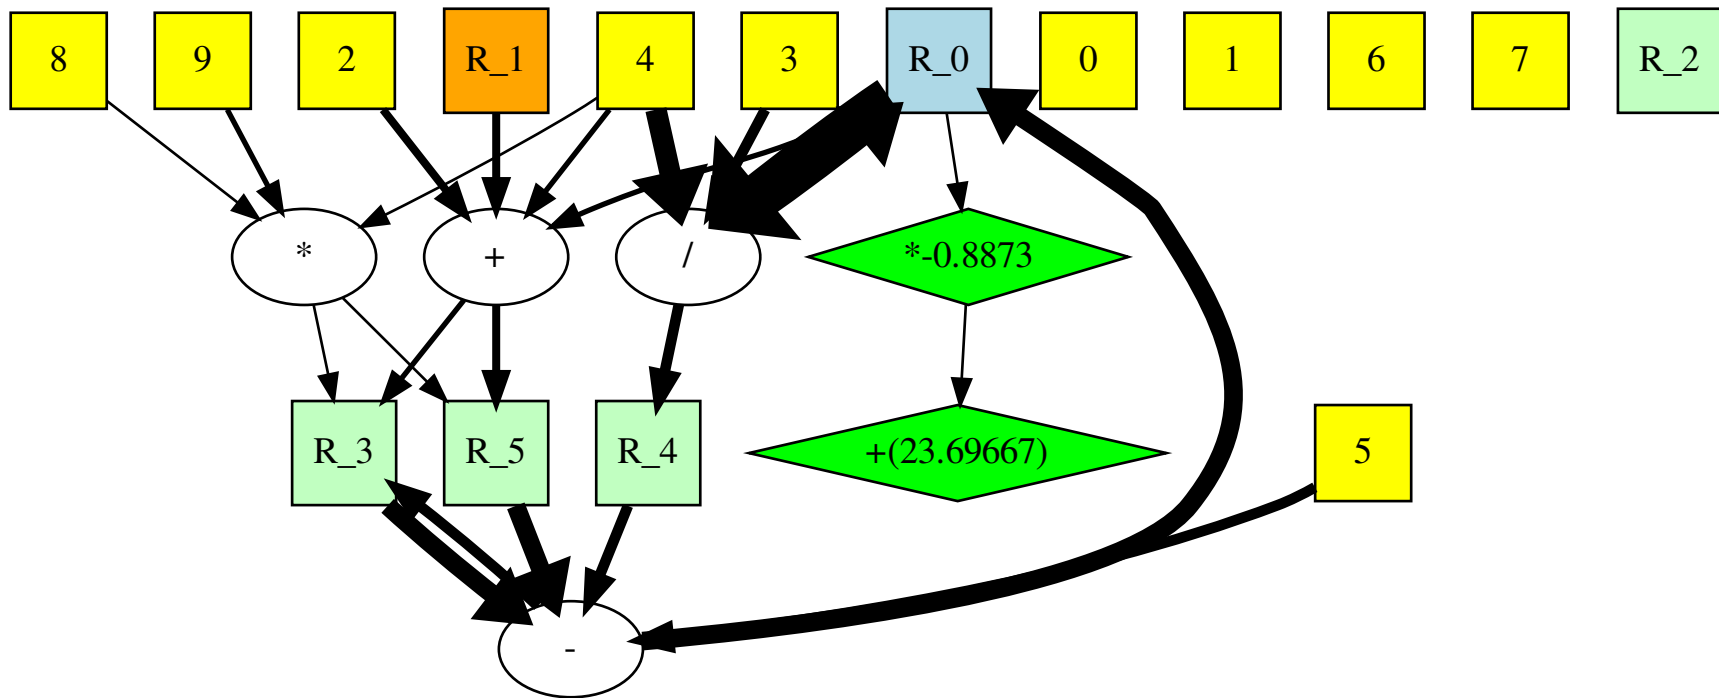 8 9 2 R_1 4 3 R_0 0 1 6 7 R_2
* + / *-0.8873
R_3 R_5 R_4 +(23.69667) 5
-